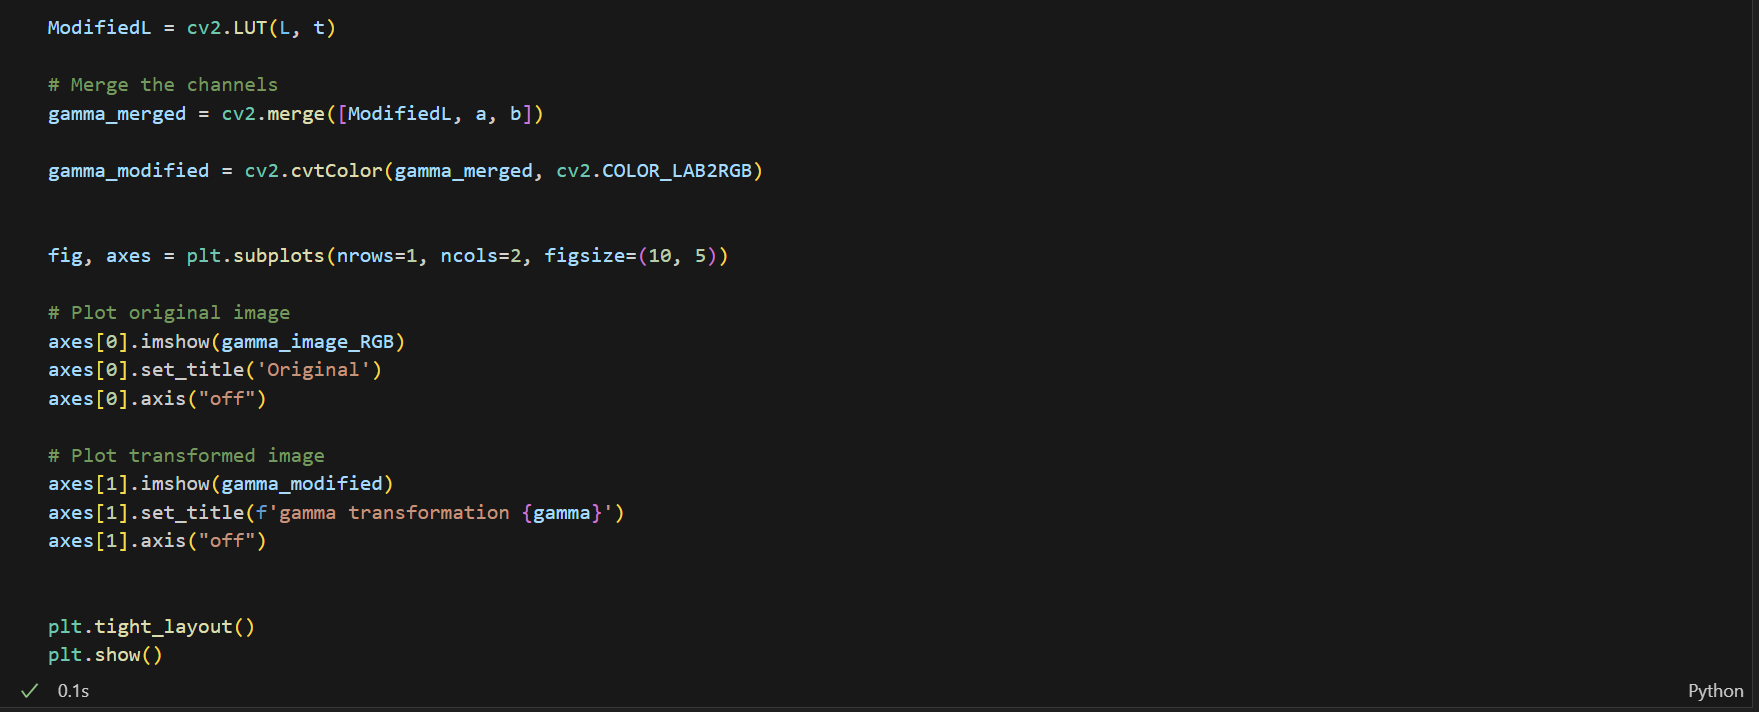 ModifiedL = cv2.LUT(L, t)
# Merge the channels
gamma_merged = cv2.merge([ModifiedL, a, b])
gamma_modified = cv2.cvtColor(gamma_merged, cv2.COLOR_LAB2RGB)
fig, axes = plt.subplots(nrows=1, ncols=2, figsize=(10, 5))
# Plot original image
axes[0].imshow(gamma_image_RGB)
axes[0].set_title('Original')
axes[0].axis("off")
# Plot transformed image
axes[1].imshow(gamma_modified)
axes[1].set_title(f'gamma transformation {gamma}')
axes[1].axis("off")
plt.tight_layout()
plt.show()
0.1s
Python